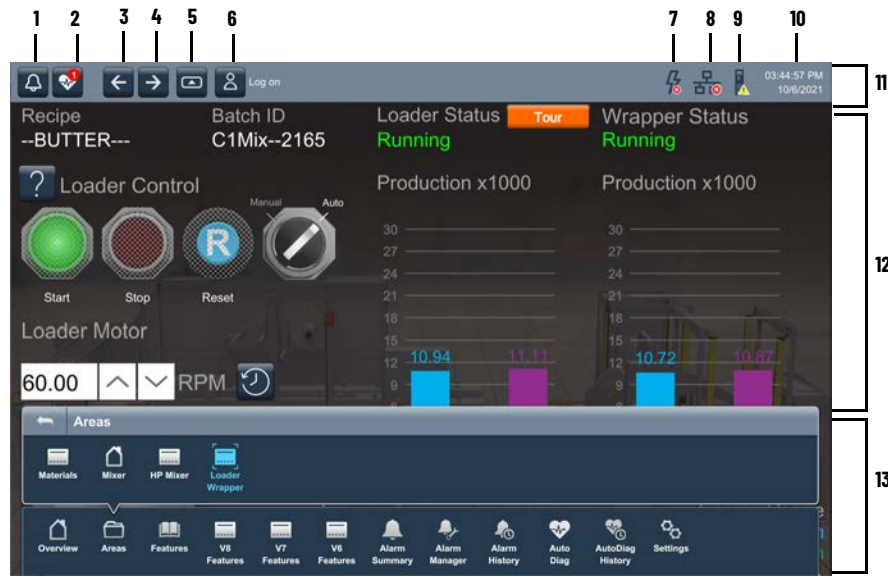 1 2 3 4 5 6 7 8 9 10
1
Log on
03:44:57 PM
10/6/2021
11
Recipe
--BUTTER---
Batch ID
C1Mix--2165
Loader Status
Running
Tour
Wrapper Status
Running
12
? Loader Control
Manual Auto
R
Start Stop Reset
Production x1000
30
27
24
21
18
15
12
9
10.94 11.11
Production x1000
30
27
24
21
18
15
12
9
10.72 10.87
Loader Motor
60.00 RPM
Areas
13
Materials
Mixer
HP Mixer
Loader
Wrapper
Overview
Areas
Features
V8
Features
V7
Features
V6
Features
Alarm
Summary
Alarm
Manager
Alarm
History
Auto
Diag
AutoDiag
History
Settings